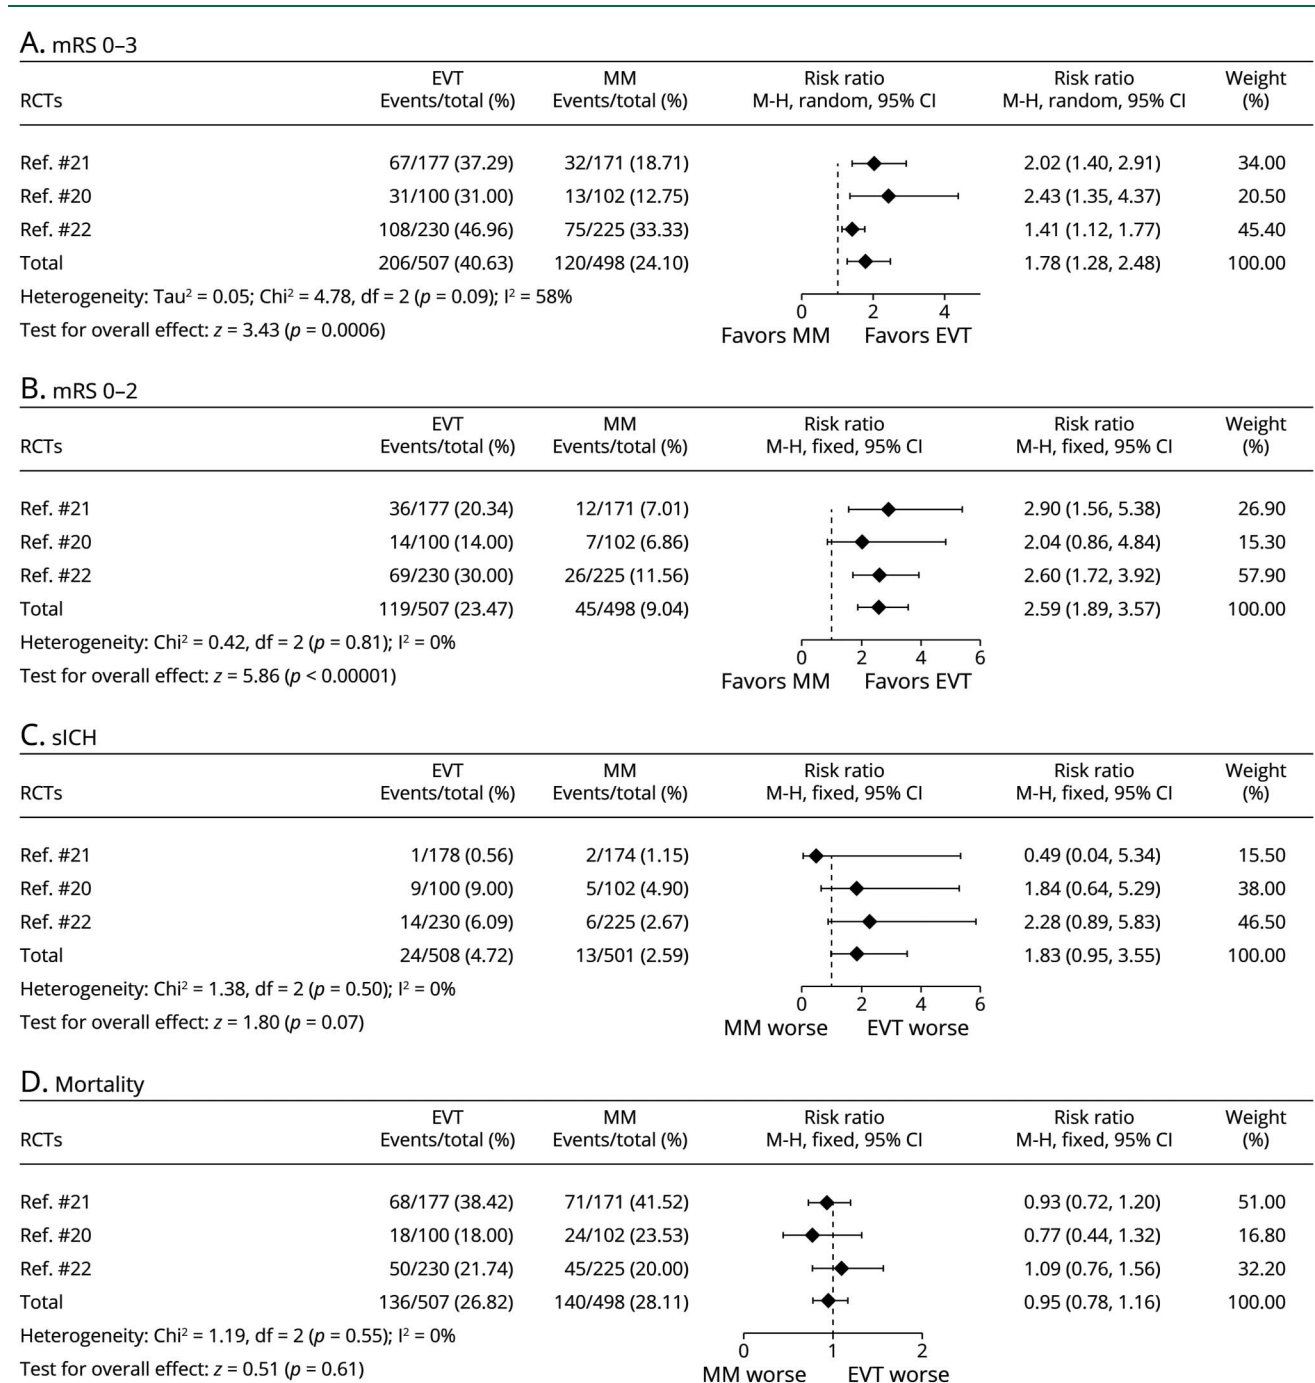 A. mRS 0–3
EVT MM Risk ratio Risk ratio Weight
RCTs Events/total (%) Events/total (%) M-H, random, 95% CI M-H, random, 95% CI (%)
Ref. #21 67/177 (37.29) 32/171 (18.71) 2.02 (1.40, 2.91) 34.00
Ref. #20 31/100 (31.00) 13/102 (12.75) 2.43 (1.35, 4.37) 20.50
Ref. #22 108/230 (46.96) 75/225 (33.33) 1.41 (1.12, 1.77) 45.40
Total 206/507 (40.63) 120/498 (24.10) 1.78 (1.28, 2.48) 100.00
Heterogeneity: Tau² = 0.05; Chi² = 4.78, df = 2 (p = 0.09); I² = 58%
0 2 4
Test for overall effect: z = 3.43 (p = 0.0006)
Favors MM Favors EVT
B. mRS 0–2
EVT MM Risk ratio Risk ratio Weight
RCTs Events/total (%) Events/total (%) M-H, fixed, 95% CI M-H, fixed, 95% CI (%)
Ref. #21 36/177 (20.34) 12/171 (7.01) 2.90 (1.56, 5.38) 26.90
Ref. #20 14/100 (14.00) 7/102 (6.86) 2.04 (0.86, 4.84) 15.30
Ref. #22 69/230 (30.00) 26/225 (11.56) 2.60 (1.72, 3.92) 57.90
Total 119/507 (23.47) 45/498 (9.04) 2.59 (1.89, 3.57) 100.00
Heterogeneity: Chi² = 0.42, df = 2 (p = 0.81); I² = 0%
0 2 4 6
Test for overall effect: z = 5.86 (p < 0.00001)
Favors MM Favors EVT
C. sICH
EVT MM Risk ratio Risk ratio Weight
RCTs Events/total (%) Events/total (%) M-H, fixed, 95% CI M-H, fixed, 95% CI (%)
Ref. #21 1/178 (0.56) 2/174 (1.15) 0.49 (0.04, 5.34) 15.50
Ref. #20 9/100 (9.00) 5/102 (4.90) 1.84 (0.64, 5.29) 38.00
Ref. #22 14/230 (6.09) 6/225 (2.67) 2.28 (0.89, 5.83) 46.50
Total 24/508 (4.72) 13/501 (2.59) 1.83 (0.95, 3.55) 100.00
Heterogeneity: Chi² = 1.38, df = 2 (p = 0.50); I² = 0%
0 2 4 6
Test for overall effect: z = 1.80 (p = 0.07)
MM worse EVT worse
D. Mortality
EVT MM Risk ratio Risk ratio Weight
RCTs Events/total (%) Events/total (%) M-H, fixed, 95% CI M-H, fixed, 95% CI (%)
Ref. #21 68/177 (38.42) 71/171 (41.52) 0.93 (0.72, 1.20) 51.00
Ref. #20 18/100 (18.00) 24/102 (23.53) 0.77 (0.44, 1.32) 16.80
Ref. #22 50/230 (21.74) 45/225 (20.00) 1.09 (0.76, 1.56) 32.20
Total 136/507 (26.82) 140/498 (28.11) 0.95 (0.78, 1.16) 100.00
Heterogeneity: Chi² = 1.19, df = 2 (p = 0.55); I² = 0%
0 1 2
Test for overall effect: z = 0.51 (p = 0.61)
MM worse EVT worse